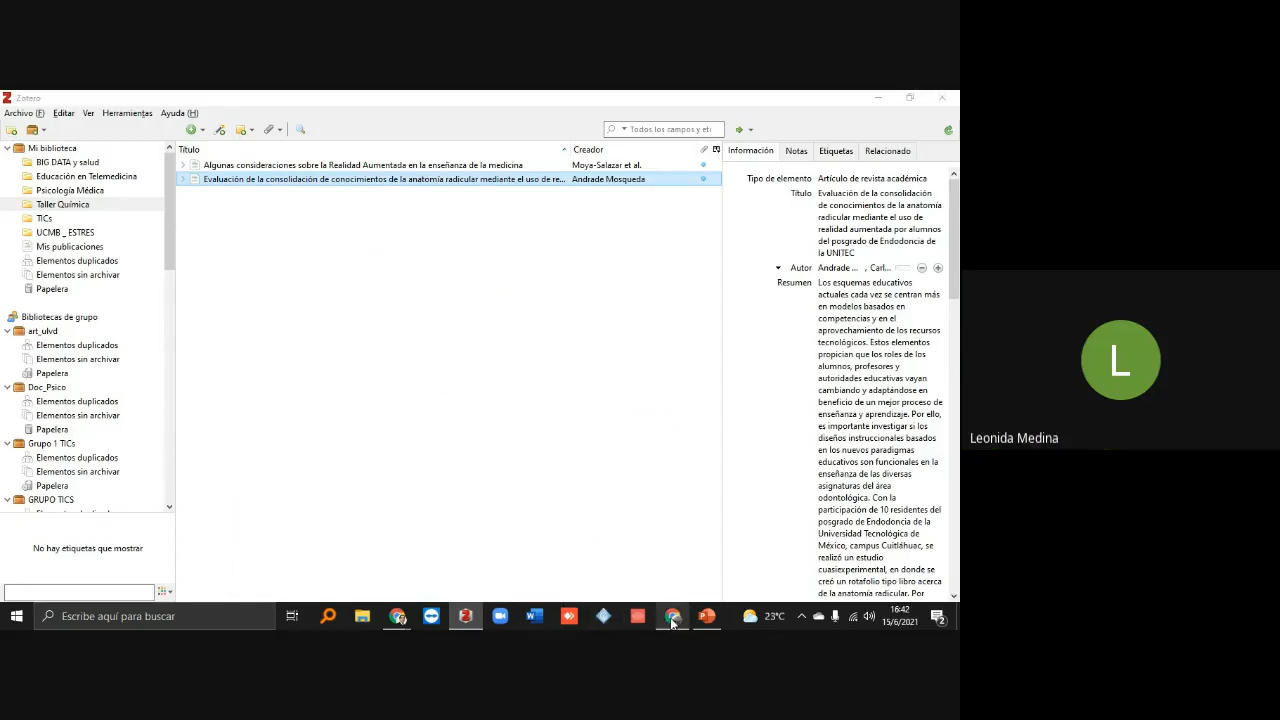 Zotero
Archivo (F) Editar Ver Herramientas Ayuda (H)
Todos los campos y eti
Mi biblioteca
BIG DATA y salud
Educación en Telemedicina
Psicología Médica
Taller Química
TICs
UCMB _ ESTRES
Mis publicaciones
Elementos duplicados
Elementos sin archivar
Papelera
Bibliotecas de grupo
art_ulvd
Elementos duplicados
Elementos sin archivar
Papelera
Doc_Psico
Elementos duplicados
Elementos sin archivar
Papelera
Grupo 1 TICs
Elementos duplicados
Elementos sin archivar
Papelera
GRUPO TICS
No hay etiquetas que mostrar
Título Creador
Algunas consideraciones sobre la Realidad Aumentada en la enseñanza de la medicina Moya-Salazar et al.
Evaluación de la consolidación de conocimientos de la anatomía radicular mediante el uso de re... Andrade Mosqueda
Información Notas Etiquetas Relacionado
Tipo de elemento Artículo de revista académica
Título Evaluación de la consolidación
de conocimientos de la anatomía
radicular mediante el uso de
realidad aumentada por alumnos
del posgrado de Endodoncia de
la UNITEC
Autor Andrade ... , Carl...
Resumen Los esquemas educativos
actuales cada vez se centran más
en modelos basados en
competencias y en el
aprovechamiento de los recursos
tecnológicos. Estos elementos
propician que los roles de los
alumnos, profesores y
autoridades educativas vayan
cambiando y adaptándose en
beneficio de un mejor proceso de
enseñanza y aprendizaje. Por ello,
es importante investigar si los
diseños instruccionales basados
en los nuevos paradigmas
educativos son funcionales en la
enseñanza de las diversas
asignaturas del área
odontológica. Con la
participación de 10 residentes del
posgrado de Endodoncia de la
Universidad Tecnológica de
México, campus Cuitláhuac, se
realizó un estudio
cuasiexperimental, en donde se
creó un rotafolio tipo libro acerca
de la anatomía radicular. Por
Escribe aquí para buscar
23°C
16:42
15/6/2021
2
L
Leonida Medina